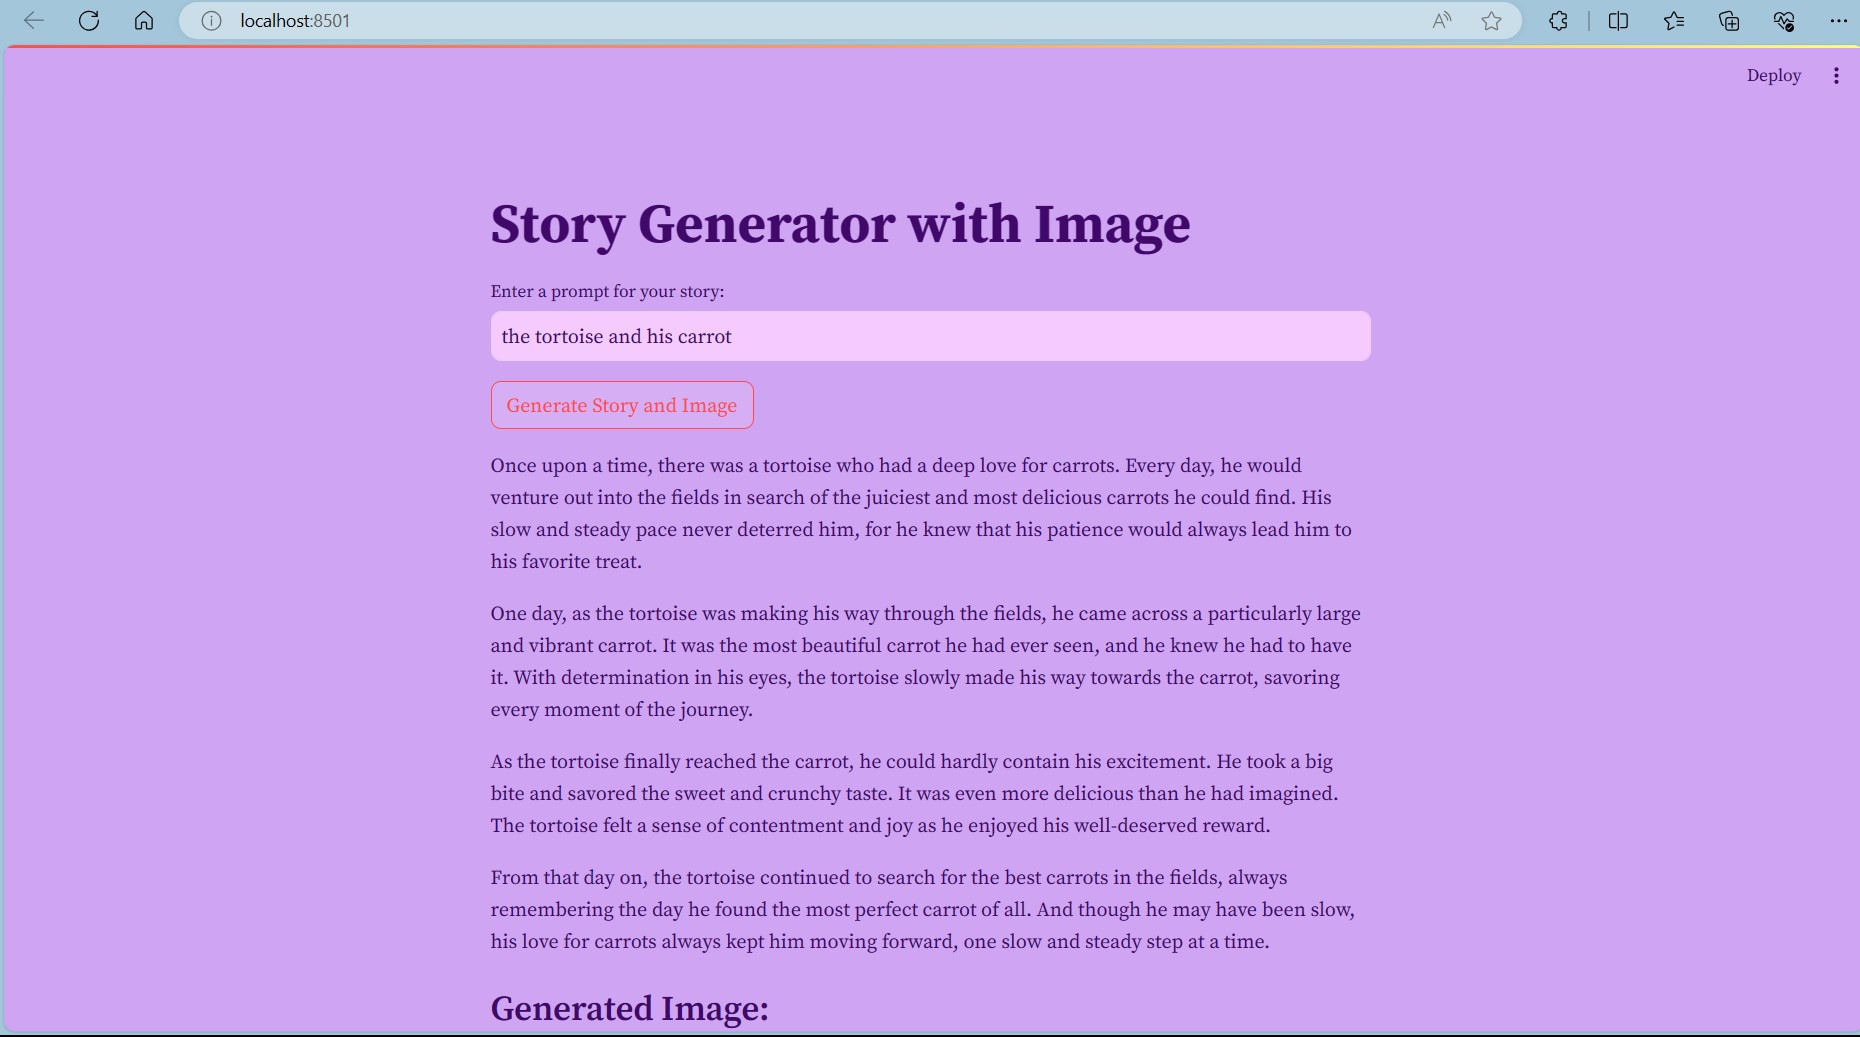 localhost:8501
Deploy
Story Generator with Image
Enter a prompt for your story:
the tortoise and his carrot
Generate Story and Image
Once upon a time, there was a tortoise who had a deep love for carrots. Every day, he would
venture out into the fields in search of the juiciest and most delicious carrots he could find. His
slow and steady pace never deterred him, for he knew that his patience would always lead him to
his favorite treat.
One day, as the tortoise was making his way through the fields, he came across a particularly large
and vibrant carrot. It was the most beautiful carrot he had ever seen, and he knew he had to have
it. With determination in his eyes, the tortoise slowly made his way towards the carrot, savoring
every moment of the journey.
As the tortoise finally reached the carrot, he could hardly contain his excitement. He took a big
bite and savored the sweet and crunchy taste. It was even more delicious than he had imagined.
The tortoise felt a sense of contentment and joy as he enjoyed his well-deserved reward.
From that day on, the tortoise continued to search for the best carrots in the fields, always
remembering the day he found the most perfect carrot of all. And though he may have been slow,
his love for carrots always kept him moving forward, one slow and steady step at a time.
Generated Image: